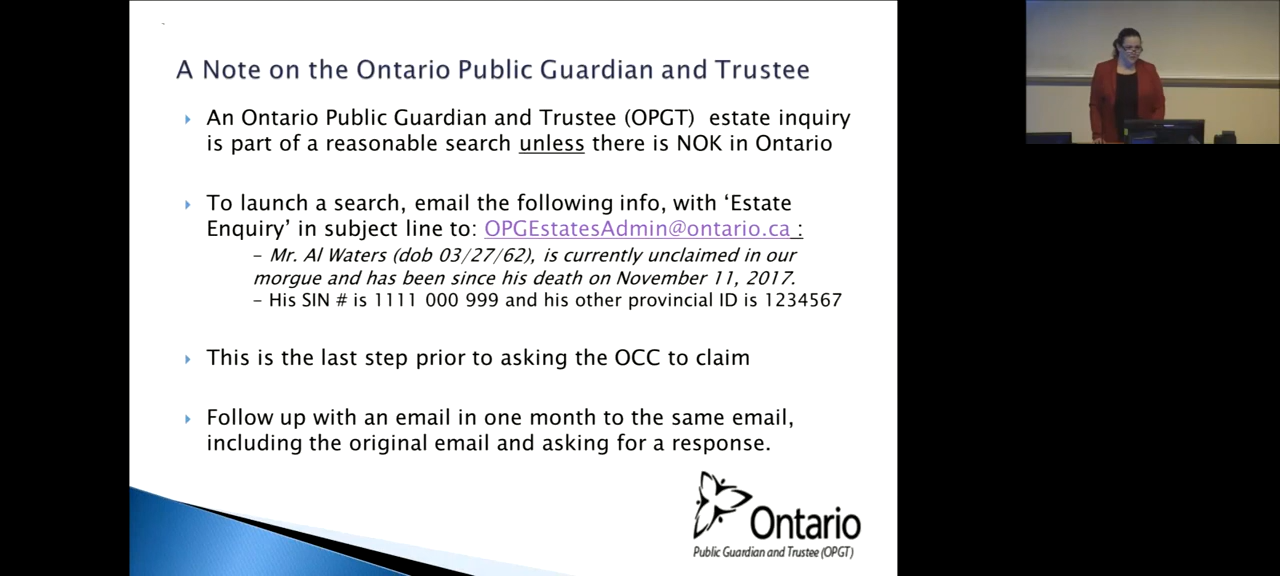 A Note on the Ontario Public Guardian and Trustee
An Ontario Public Guardian and Trustee (OPGT) estate inquiry
is part of a reasonable search unless there is NOK in Ontario
To launch a search, email the following info, with ‘Estate
Enquiry’ in subject line to: OPGEstatesAdmin@ontario.ca :
– Mr. Al Waters (dob 03/27/62), is currently unclaimed in our
morgue and has been since his death on November 11, 2017.
– His SIN # is 1111 000 999 and his other provincial ID is 1234567
This is the last step prior to asking the OCC to claim
Follow up with an email in one month to the same email,
including the original email and asking for a response.
Ontario
Public Guardian and Trustee (OPGT)